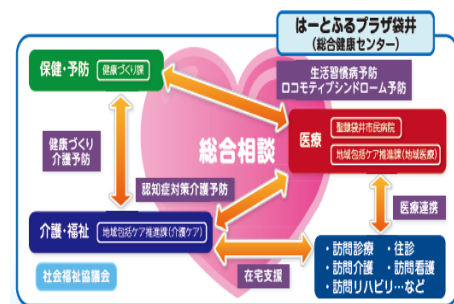 はーとふるプラザ袋井
(総合健康センター)
保健・予防 健康づくり課
生活習慣病予防
ロコモティブシンドローム予防
健康づくり
介護予防
総合相談
医療
聖隷袋井市民病院
地域包括ケア推進課(地域医療)
認知症対策介護予防
介護・福祉 地域包括ケア推進課(介護ケア)
医療連携
社会福祉協議会
在宅支援
・訪問診療 ・往診
・訪問介護 ・訪問看護
・訪問リハビリ…など